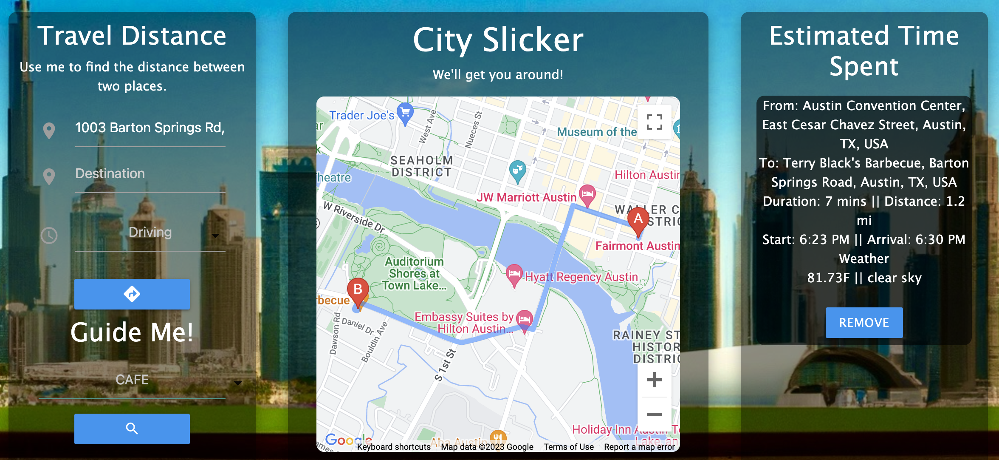 Travel Distance
Use me to find the distance between
two places.
1003 Barton Springs Rd,
Destination
Driving
Guide Me!
CAFE
City Slicker
We'll get you around!
Trader Joe's
West Ave
Nueces St
Museum of the
ar
k
SEAHOLM
DISTRICT
heatre
Hilton Austin
JW Marriott Austin
W Riverside Dr
A
Fairmont Austin
Auditorium
Shores at
Town Lake...
Hyatt Regency Austin
B
becue
Embassy Suites by
Hilton Austin...
Daniel Dr
Dawson Rd
Bouldin Ave
S 1st St
RAINEY ST
HISTOR
DISTRIC
Holiday Inn Austin
Lake, an
Aba Austin
Google
Keyboard shortcuts Map data ©2023 Google Terms of Use Report a map error
Estimated Time
Spent
From: Austin Convention Center,
East Cesar Chavez Street, Austin,
TX, USA
To: Terry Black's Barbecue, Barton
Springs Road, Austin, TX, USA
Duration: 7 mins || Distance: 1.2
mi
Start: 6:23 PM || Arrival: 6:30 PM
Weather
81.73F || clear sky
REMOVE